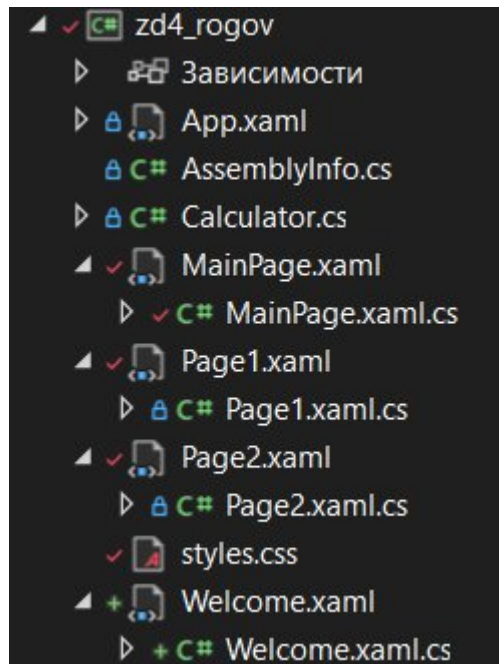 C# zd4_rogov
Зависимости
App.xaml
C# AssemblyInfo.cs
C# Calculator.cs
MainPage.xaml
C# MainPage.xaml.cs
Page1.xaml
C# Page1.xaml.cs
Page2.xaml
C# Page2.xaml.cs
styles.css
Welcome.xaml
C# Welcome.xaml.cs